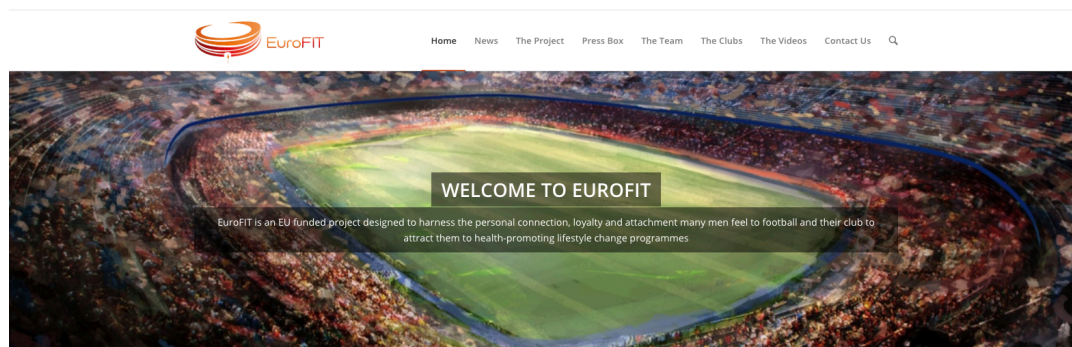 EuroFIT
Home News The Project Press Box The Team The Clubs The Videos Contact Us
WELCOME TO EUROFIT
EuroFIT is an EU funded project designed to harness the personal connection, loyalty and attachment many men feel to football and their club to
attract them to health-promoting lifestyle change programmes